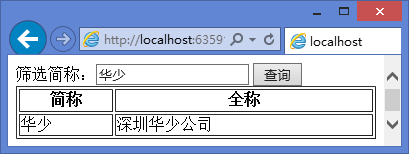 http://localhost:6359
localhost
筛选简称：华少 查询
简称 全称
华少 深圳华少公司